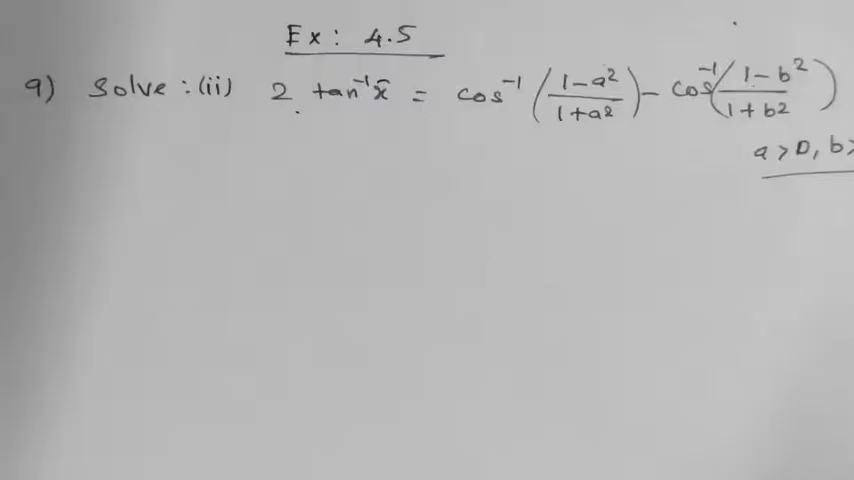 Ex: 4.5
9) Solve: (ii) 2 tan⁻¹x = cos⁻¹((1-a²)/(1+a²)) - cos⁻¹((1-b²)/(1+b²))
a>0, b>